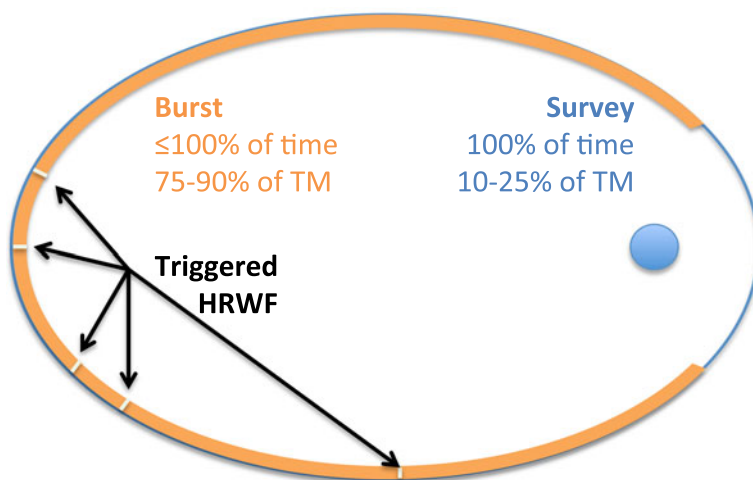 Burst
≤100% of time
75-90% of TM
Survey
100% of time
10-25% of TM
Triggered
HRWF